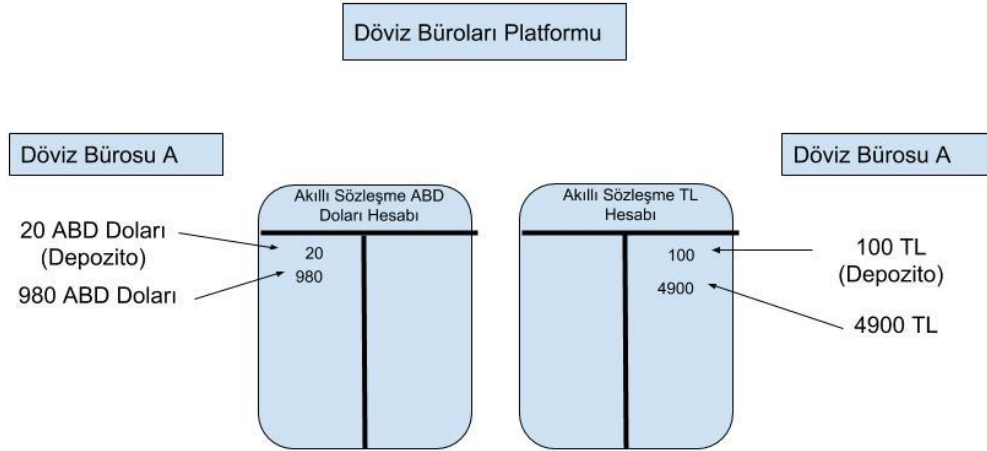 Döviz Büroları Platformu
Döviz Bürosu A
Döviz Bürosu A
Akıllı Sözleşme ABD
Doları Hesabı
Akıllı Sözleşme TL
Hesabı
20 ABD Doları
(Depozito)
980 ABD Doları
20
980
100
4900
100 TL
(Depozito)
4900 TL